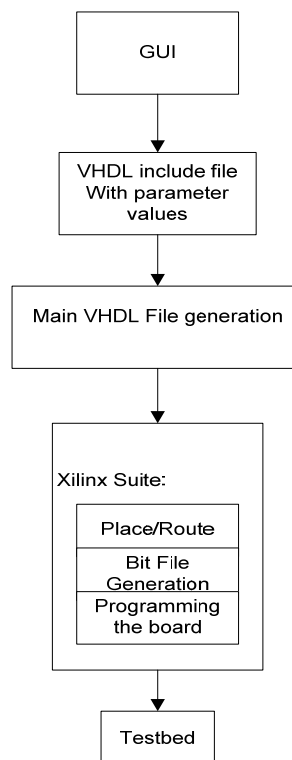 GUI
VHDL include file
With parameter
values
Main VHDL File generation
Xilinx Suite:
Place/Route
Bit File
Generation
Programming
the board
Testbed